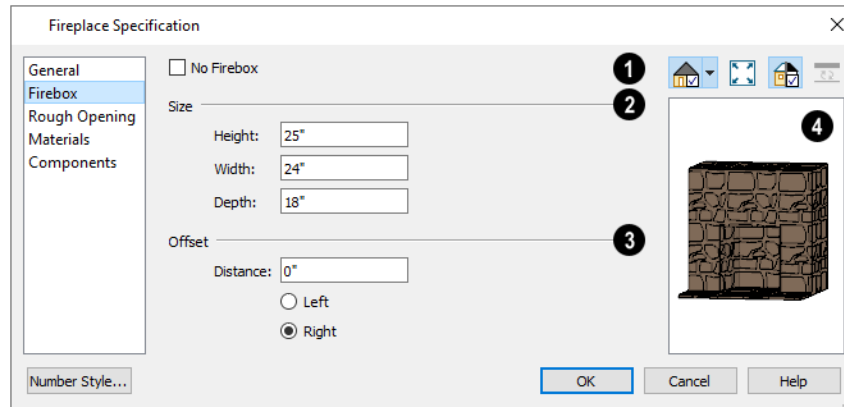 Fireplace Specification
General
Firebox
Rough Opening
Materials
Components
No Firebox
1
Size
2
Height: 25"
Width: 24"
Depth: 18"
Offset
3
Distance: 0"
Left
Right
4
Number Style...
OK
Cancel
Help